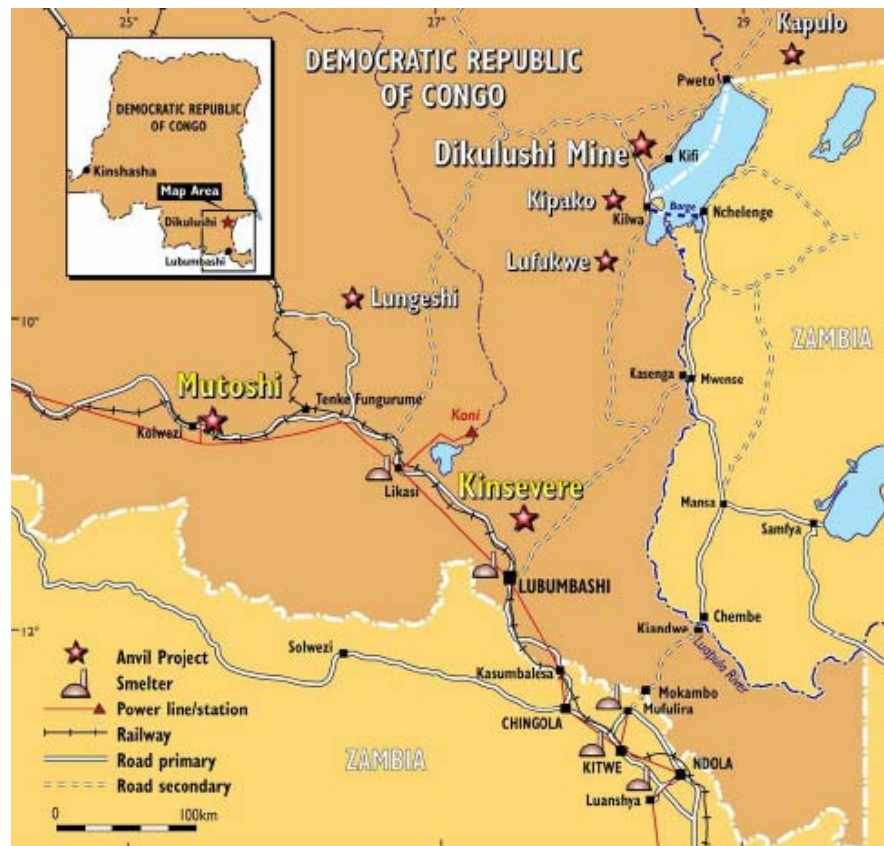 25
27
29
Kapulo
DEMOCRATIC REPUBLIC
OF CONGO
Pweto
DEMOCRATIC REPUBLIC
OF CONGO
Kinshasha
Map Area
Dikulushi
Lubumbashi
Dikulushi Mine
Kifi
Kipako
Kilwa
Barge
Nchelenge
Lufukwe
Lungeshi
10°
ZAMBIA
Kasenga
Mwense
Mutoshi
Tenke Fungurume
Kolwezi
Koni
Likasi
Kinsevere
Mansa
Samfya
LUBUMBASHI
12°
Chembe
Kiandwe
Luapula River
Solwezi
Kasumbalesa
Mokambo
Mufulira
CHINGOLA
KITWE
NDOLA
Luanshya
ZAMBIA
Anvil Project
Smelter
Power line/station
Railway
Road primary
Road secondary
0 100km